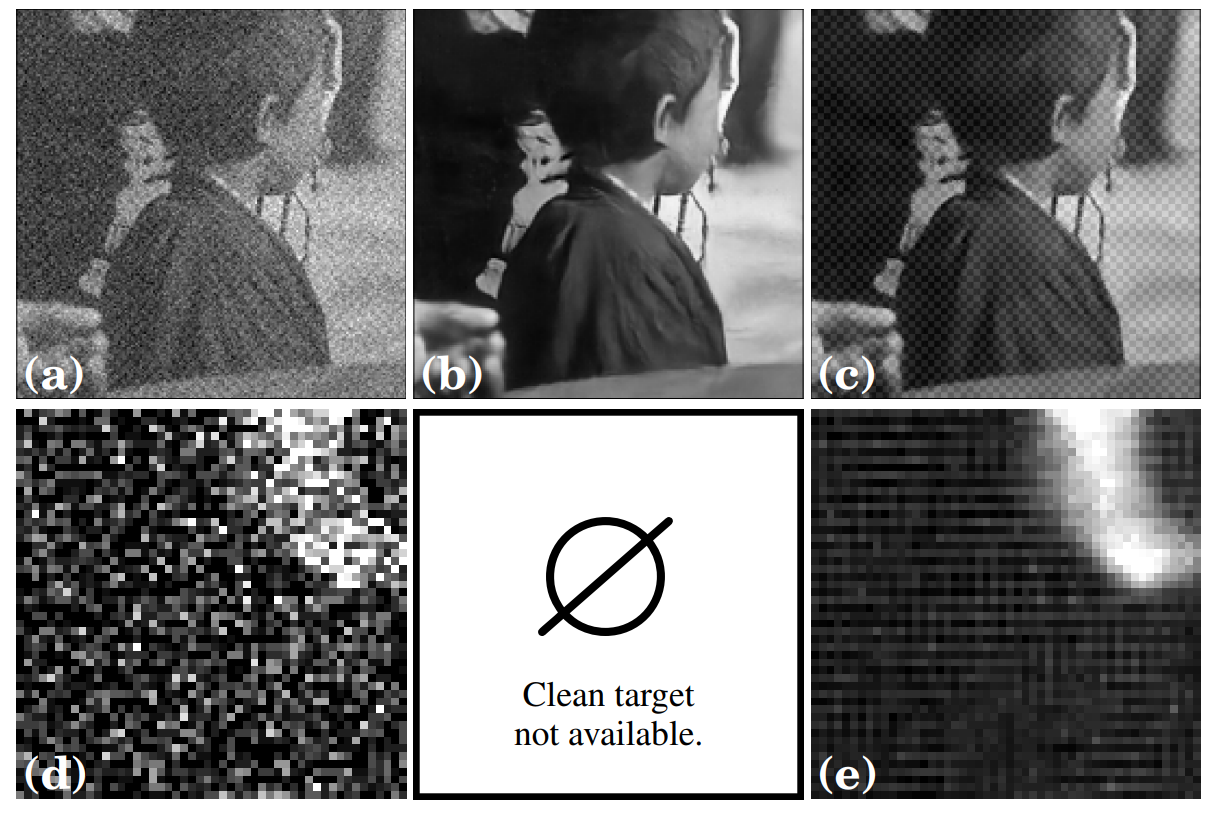 (a)
(b)
(c)
(d)
Clean target
not available.
(e)